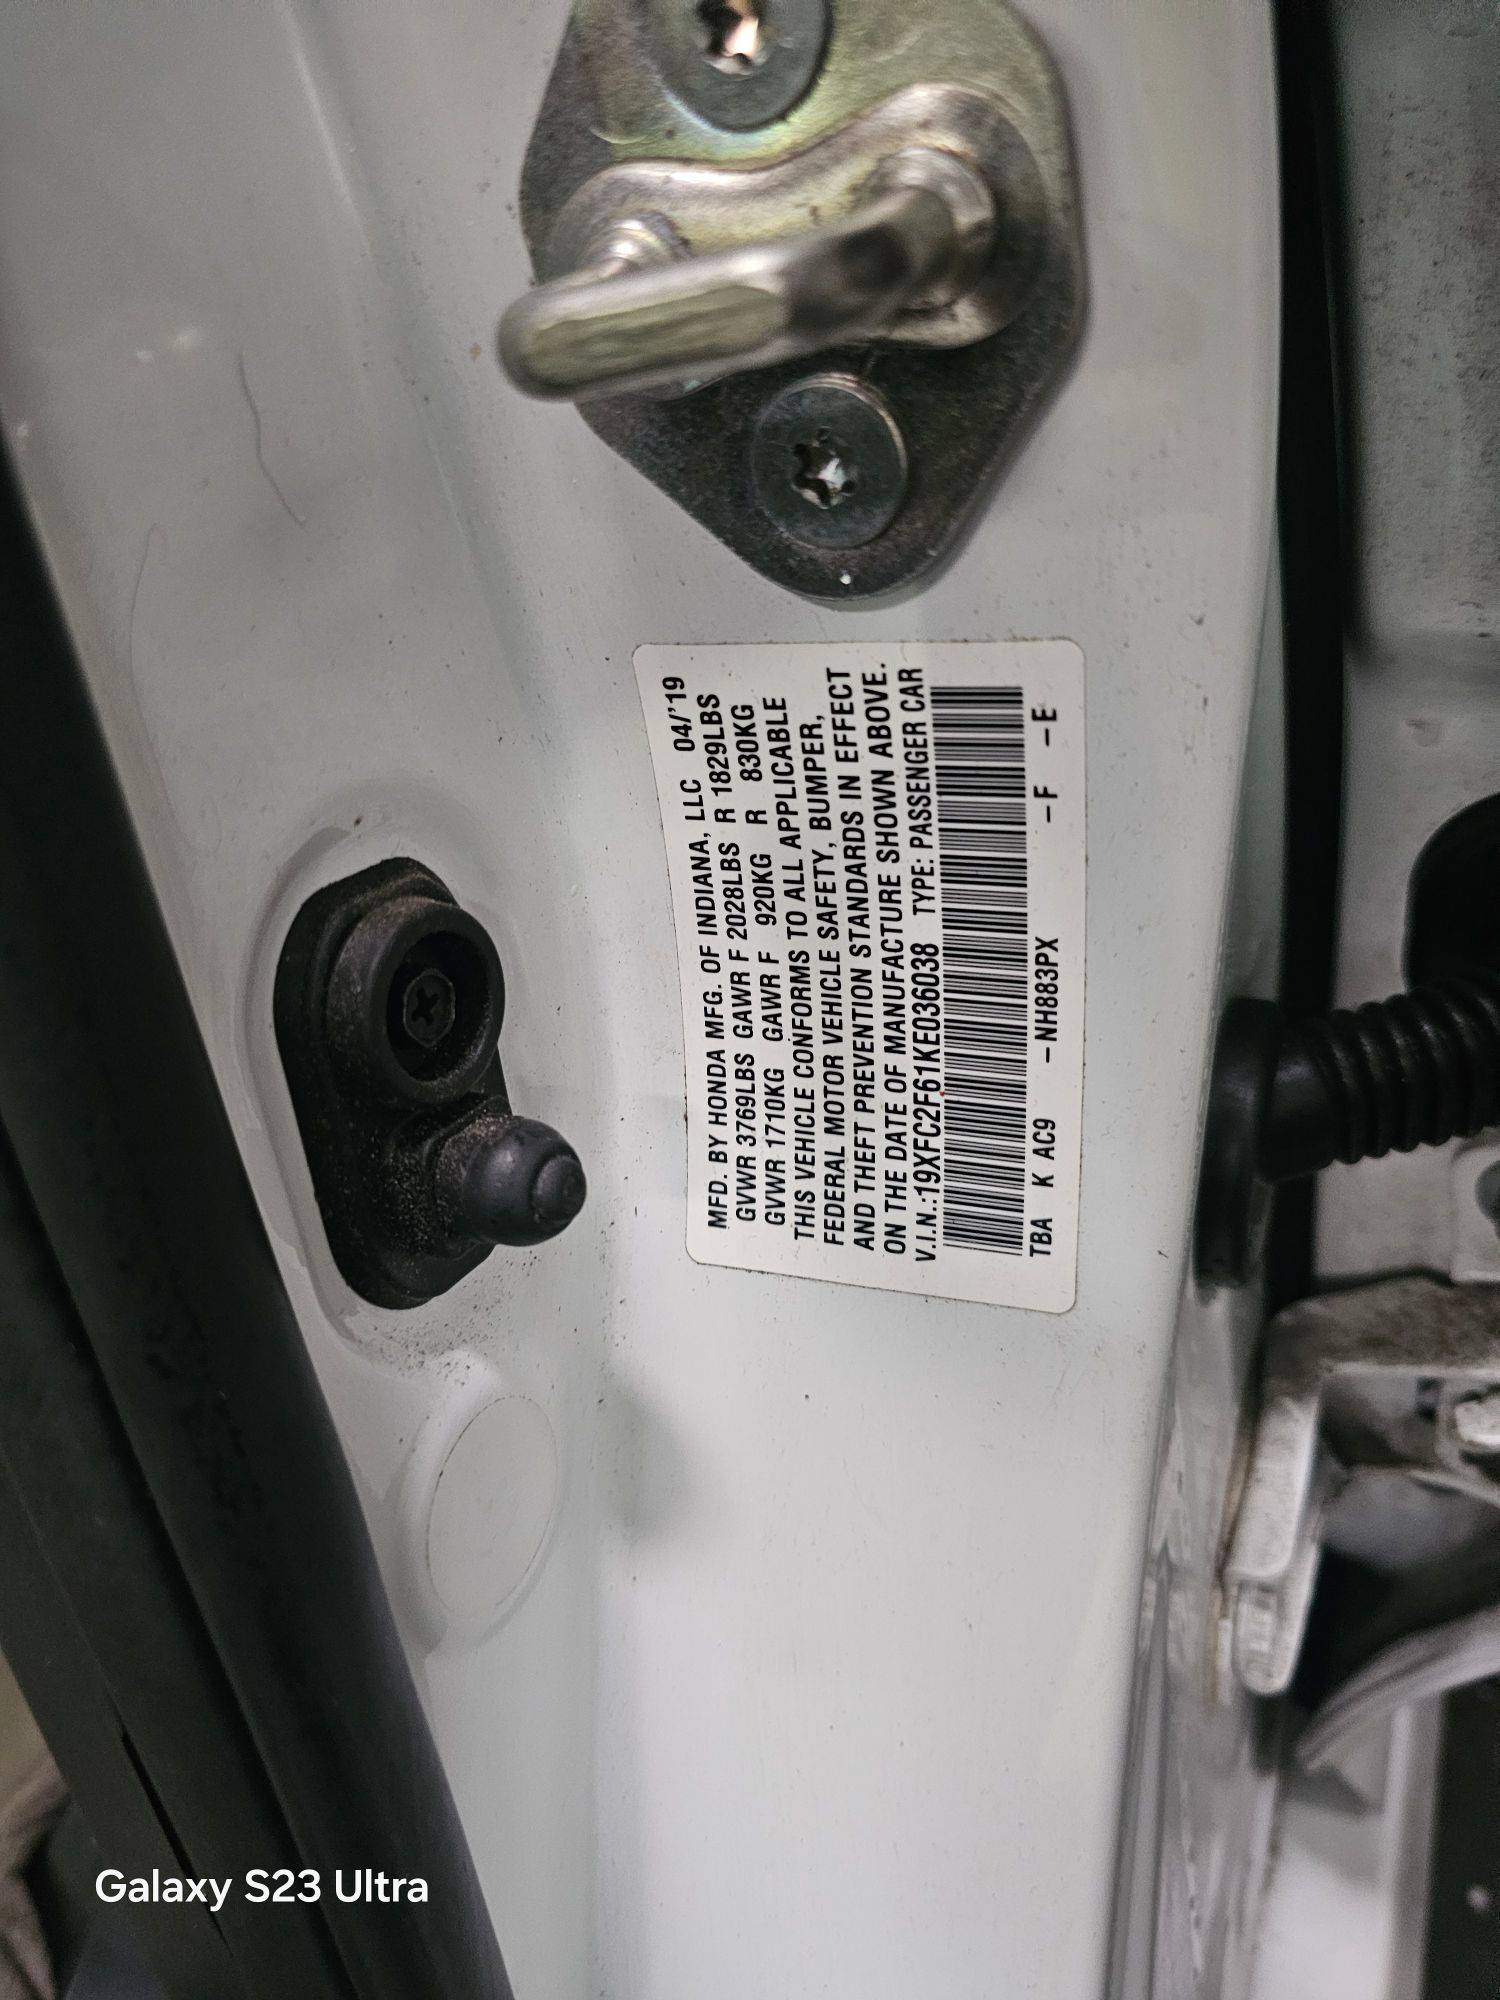 MFD. BY HONDA MFG. OF INDIANA, LLC 04/'19
GVWR 3769LBS GAWR F 2028LBS R 1829LBS
GVWR 1710KG GAWR F 920KG R 830KG
THIS VEHICLE CONFORMS TO ALL APPLICABLE
FEDERAL MOTOR VEHICLE SAFETY, BUMPER,
AND THEFT PREVENTION STANDARDS IN EFFECT
ON THE DATE OF MANUFACTURE SHOWN ABOVE.
V.I.N.:19XFC2F61KE036038 TYPE: PASSENGER CAR
TBA K AC9 –NH883PX –F –E
Galaxy S23 Ultra